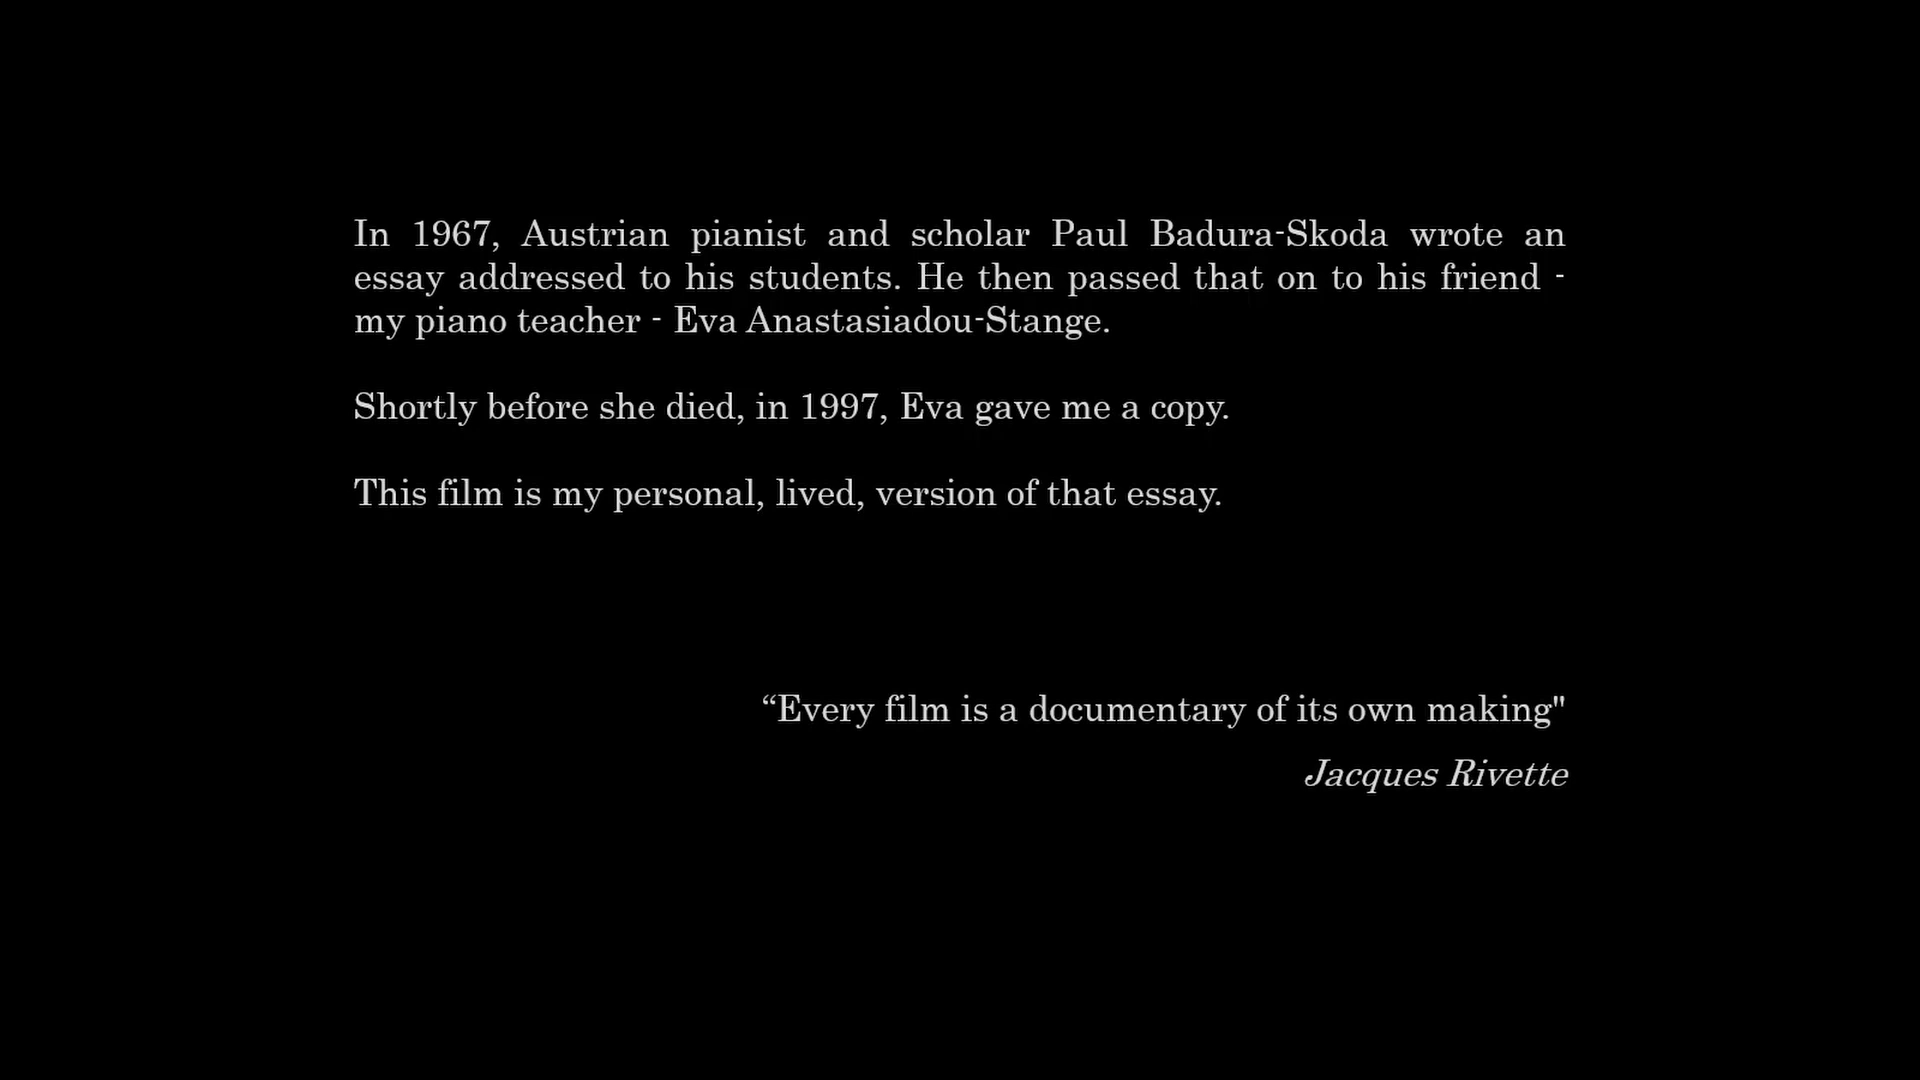 In 1967, Austrian pianist and scholar Paul Badura-Skoda wrote an
essay addressed to his students. He then passed that on to his friend -
my piano teacher - Eva Anastasiadou-Stange.
Shortly before she died, in 1997, Eva gave me a copy.
This film is my personal, lived, version of that essay.
“Every film is a documentary of its own making"
Jacques Rivette